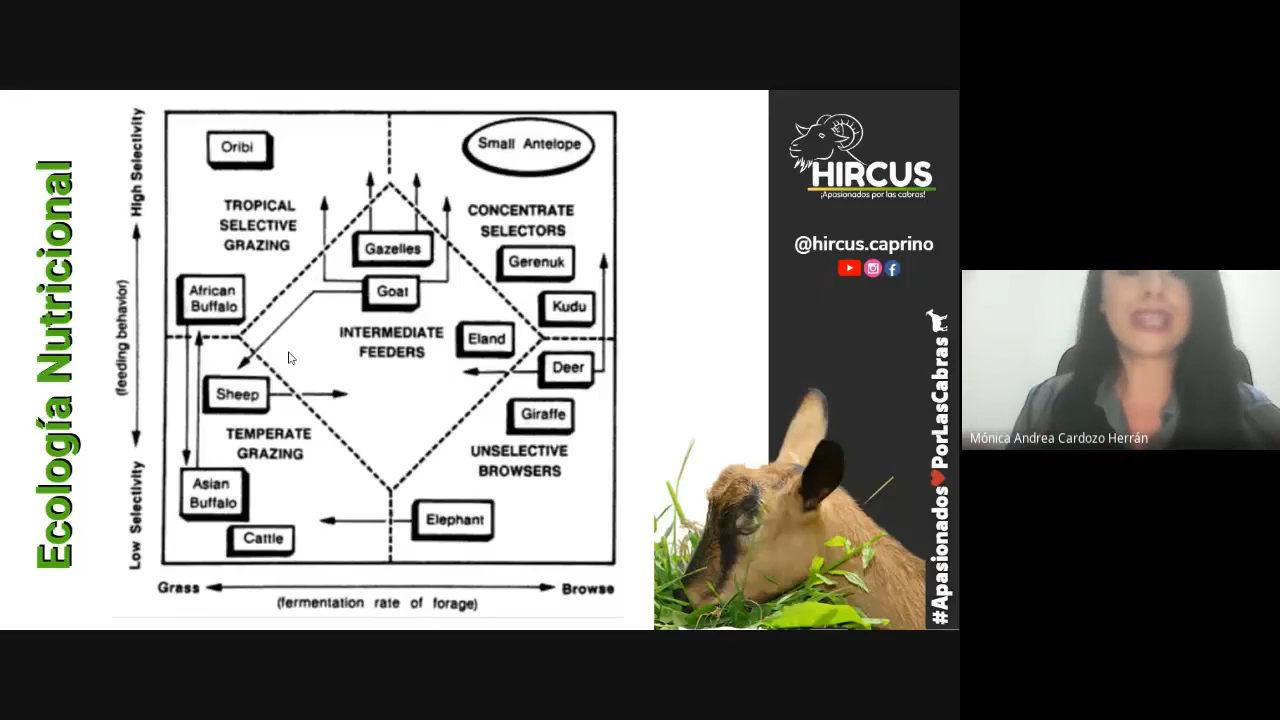 Ecología Nutricional
High Selectivity
(feeding behavior)
Low Selectivity
Oribi
Small Antelope
TROPICAL
SELECTIVE
GRAZING
CONCENTRATE
SELECTORS
Gazelles
Gerenuk
African
Buffalo
Goat
Kudu
INTERMEDIATE
FEEDERS
Eland
Deer
Sheep
Giraffe
TEMPERATE
GRAZING
UNSELECTIVE
BROWSERS
Asian
Buffalo
Elephant
Cattle
Grass
Browse
(fermentation rate of forage)
HIRCUS
¡Apasionados por las cabras!
@hircus.caprino
#Apasionados❤PorLasCabras
Mónica Andrea Cardozo Herrán